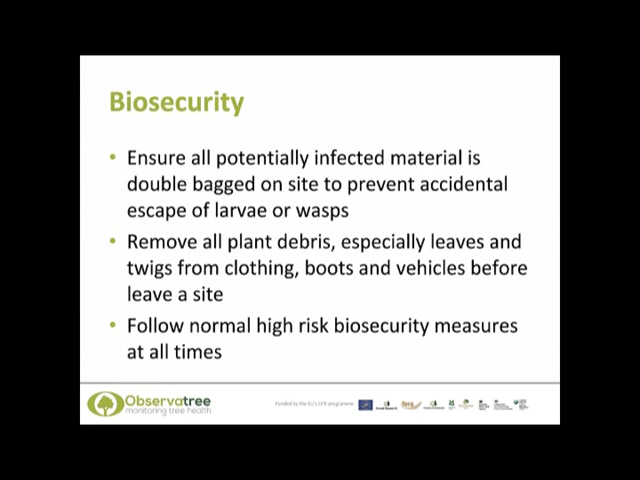 Biosecurity
• Ensure all potentially infected material is
double bagged on site to prevent accidental
escape of larvae or wasps
• Remove all plant debris, especially leaves and
twigs from clothing, boots and vehicles before
leave a site
• Follow normal high risk biosecurity measures
at all times
Observatree
monitoring tree health
Funded by the EU's LIFE programme
fera